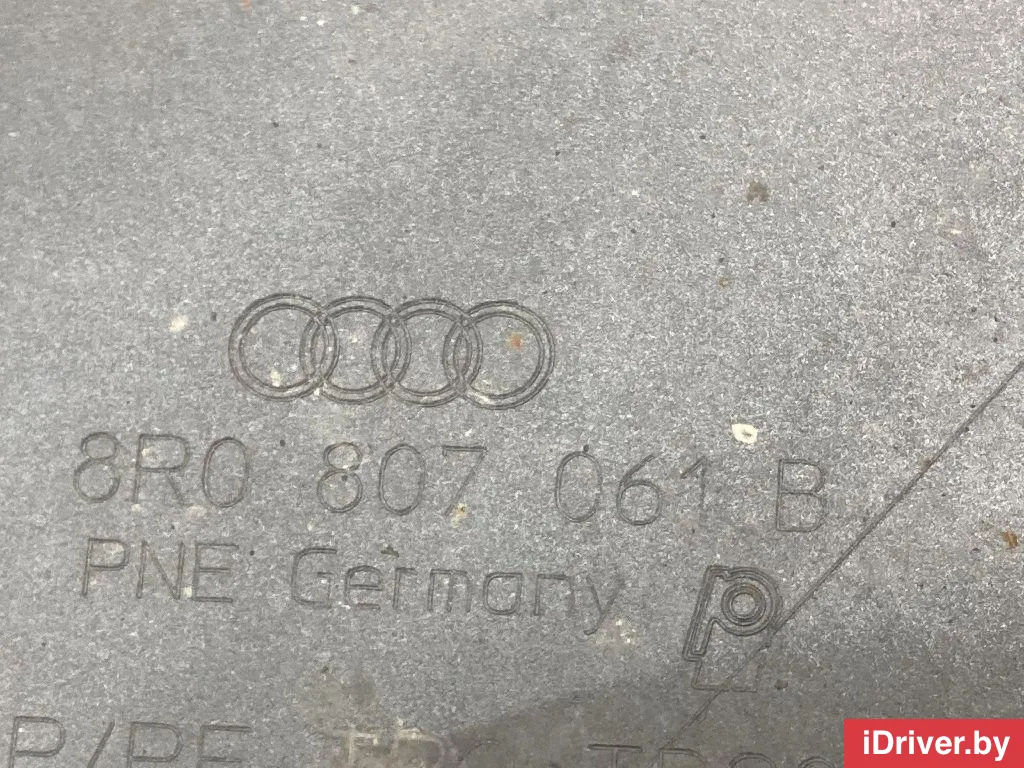 8R0 807 061 B
PNE Germany
iDriver.by